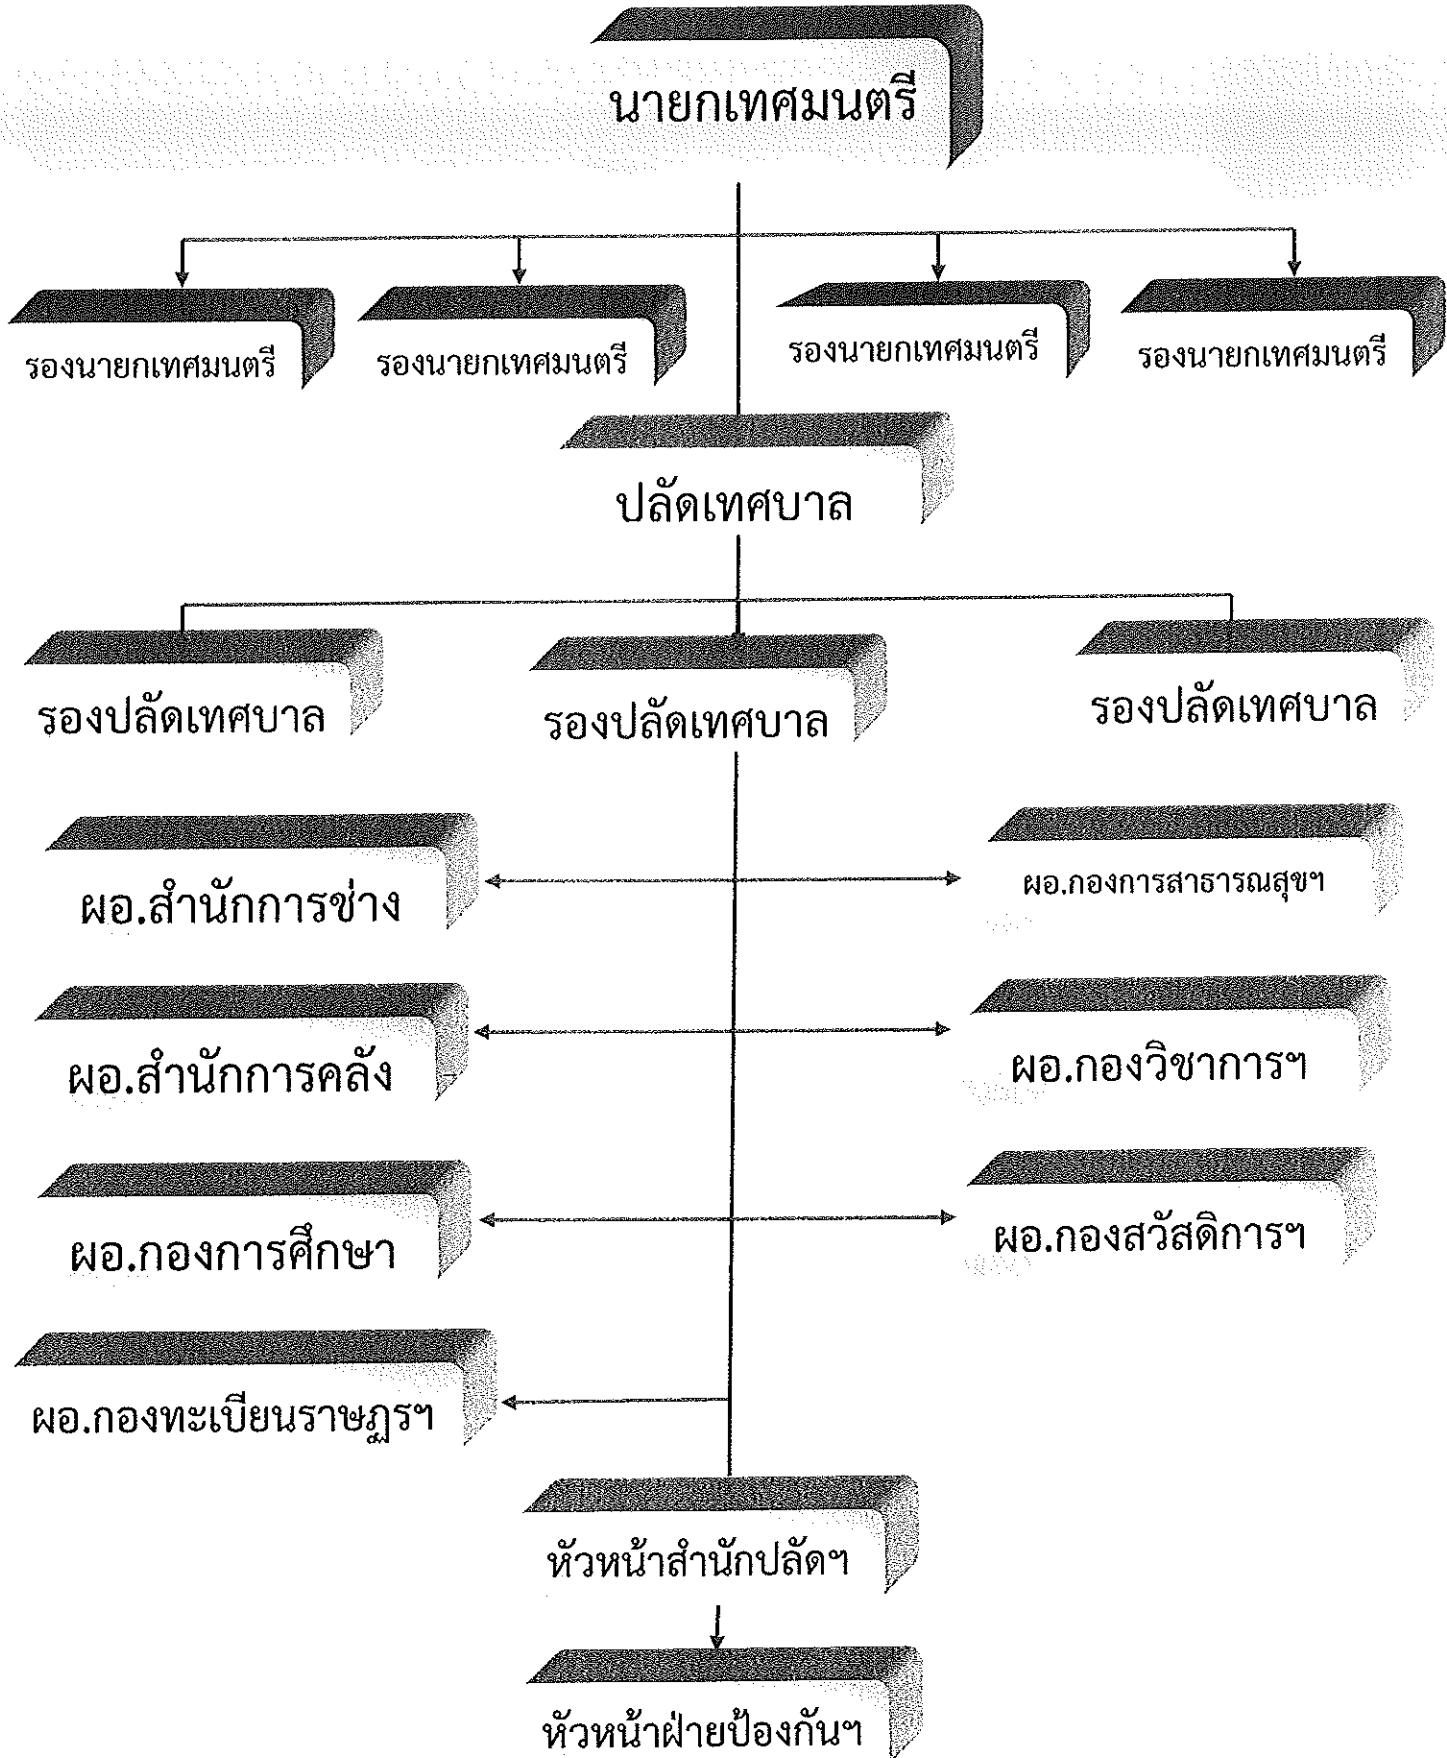 นายกเทศมนตรี
รองนายกเทศมนตรี
รองนายกเทศมนตรี
รองนายกเทศมนตรี
รองนายกเทศมนตรี
ปลัดเทศบาล
รองปลัดเทศบาล
รองปลัดเทศบาล
รองปลัดเทศบาล
ผอ.สำนักการช่าง
ผอ.กองการสาธารณสุขฯ
ผอ.สำนักการคลัง
ผอ.กองวิชาการฯ
ผอ.กองการศึกษา
ผอ.กองสวัสดิการฯ
ผอ.กองทะเบียนราษฎรฯ
หัวหน้าสำนักปลัดฯ
หัวหน้าฝ่ายป้องกันฯ